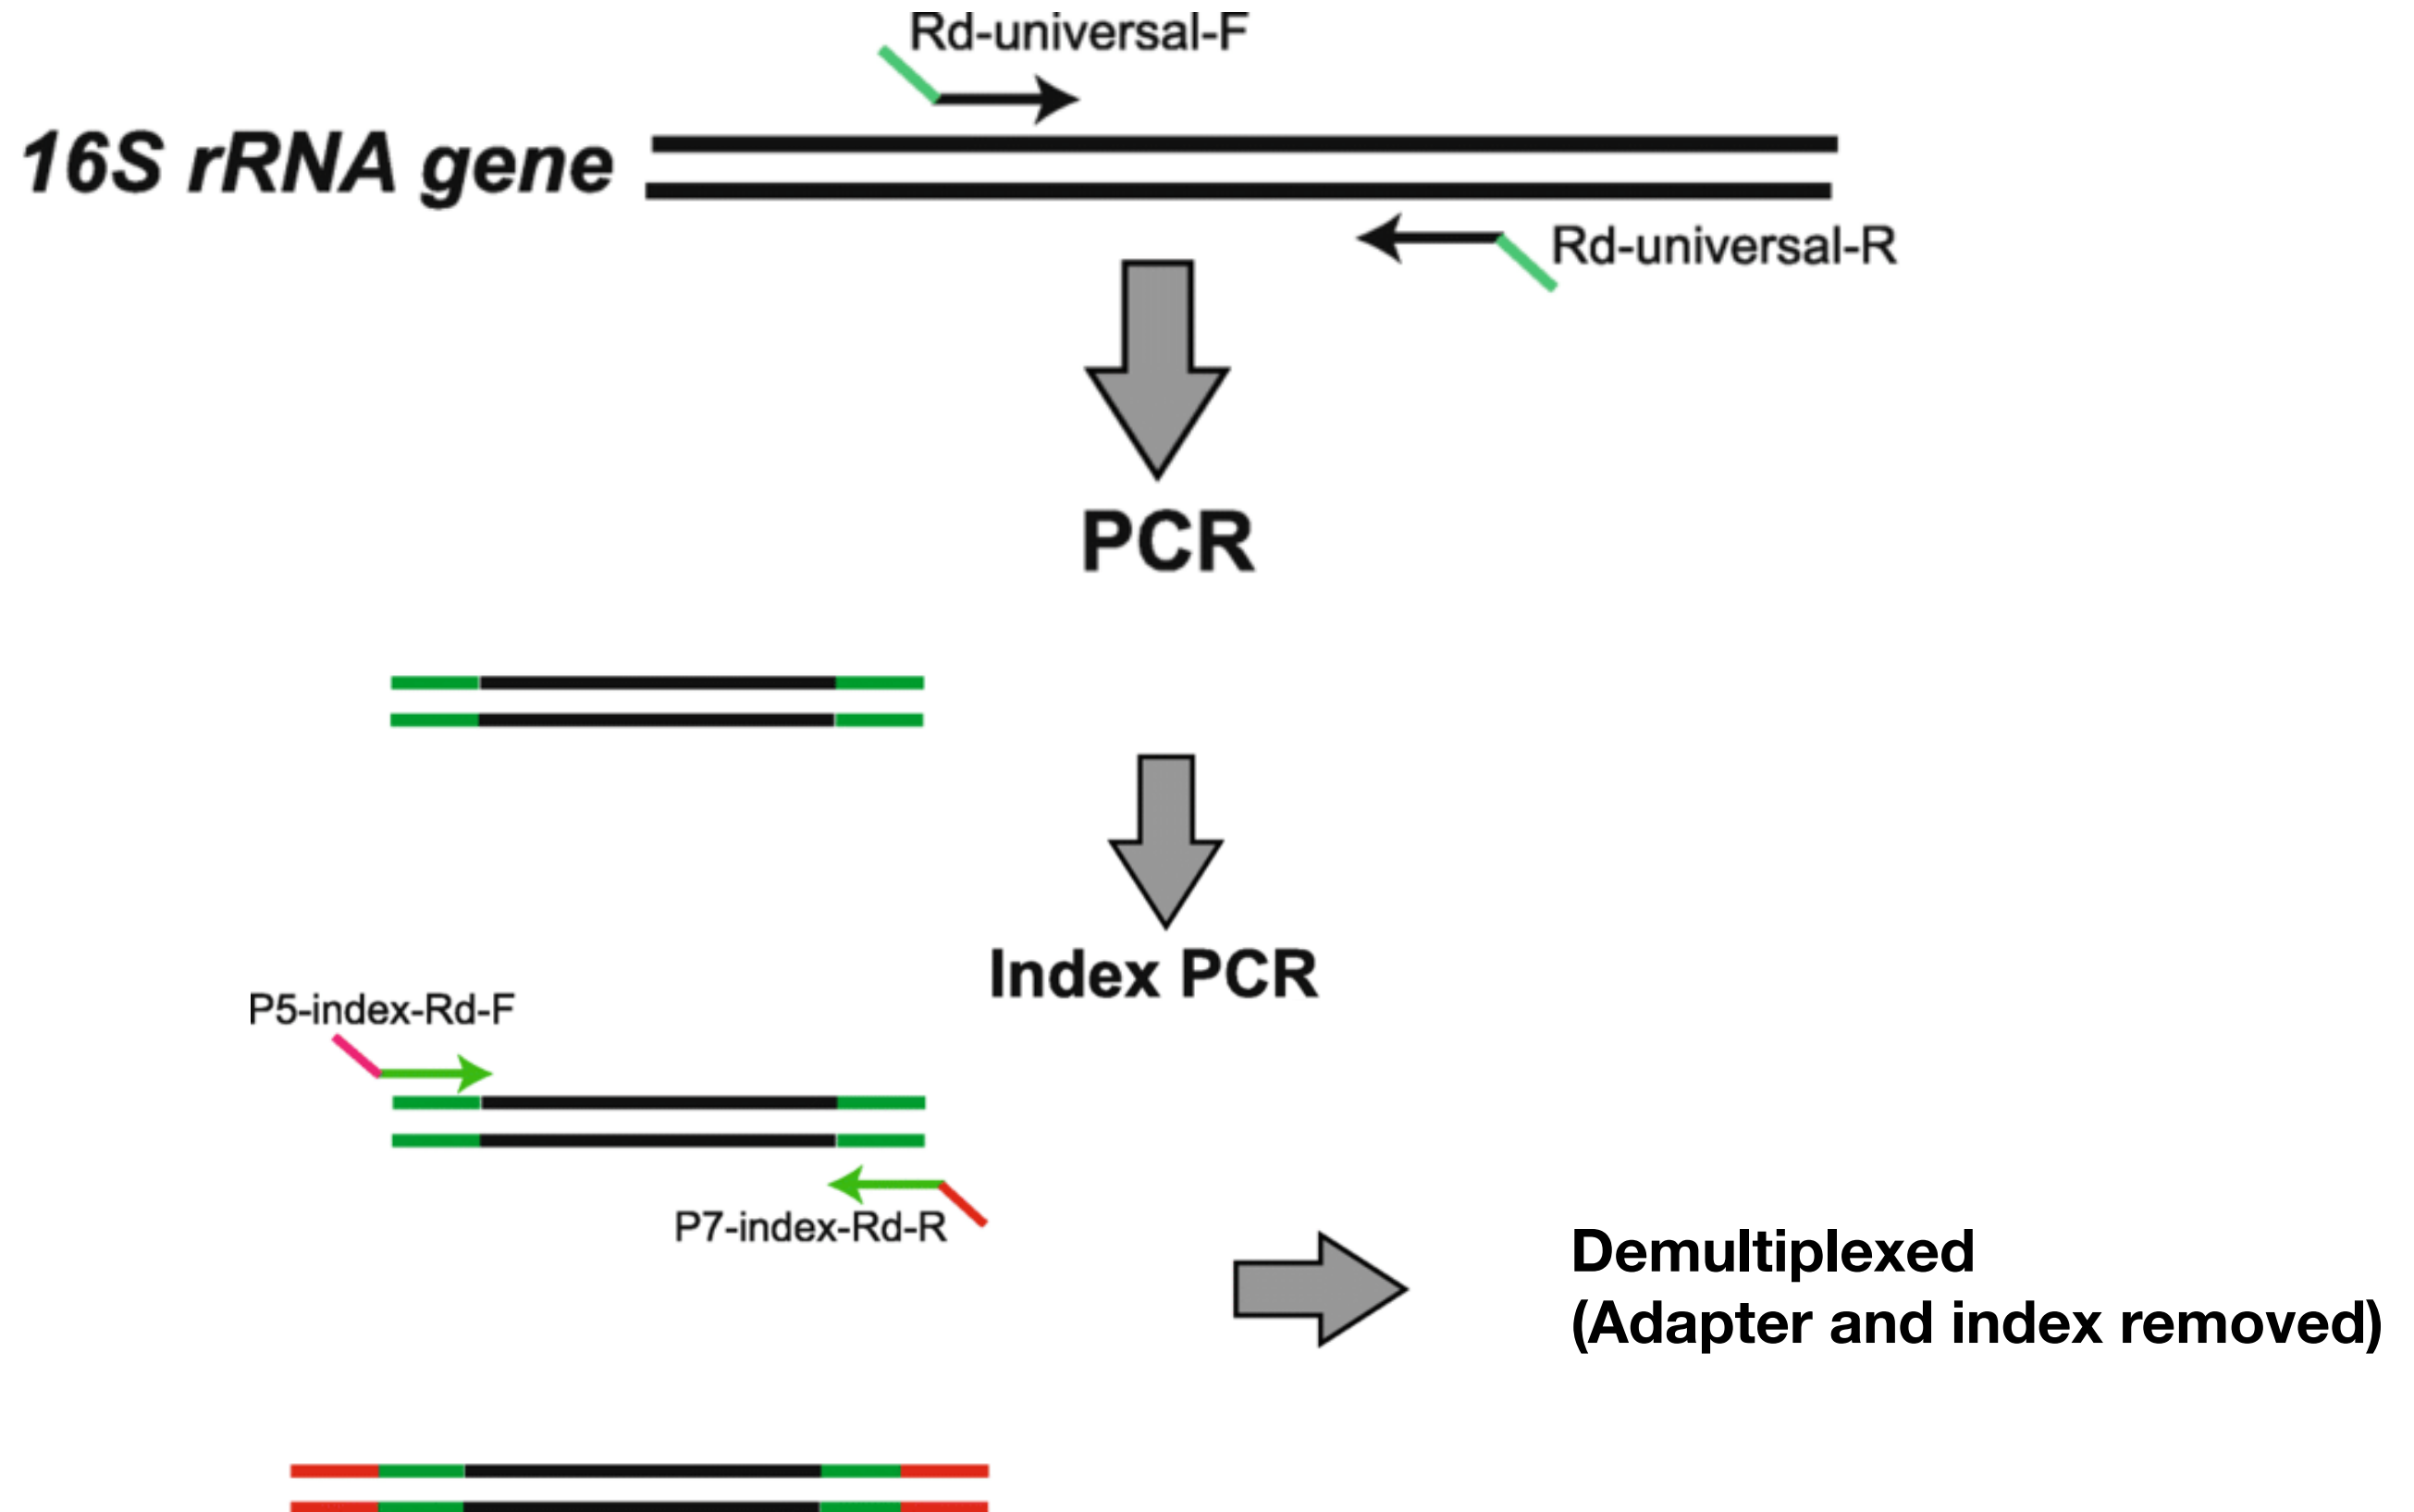 Rd-universal-F
16S rRNA gene
Rd-universal-R
PCR
Index PCR
P5-index-Rd-F
P7-index-Rd-R
Demultiplexed
(Adapter and index removed)